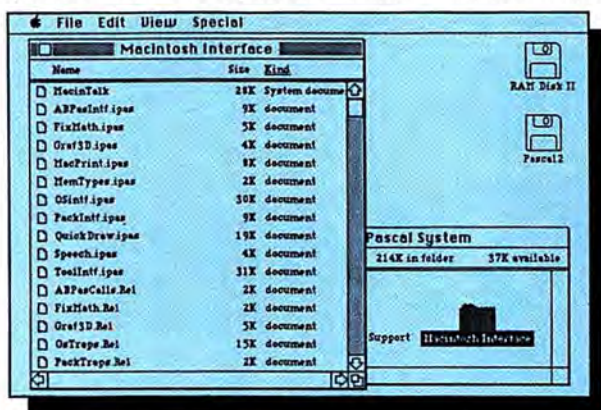 File Edit View Special
Macintosh Interface
Name Size Kind
MacinTalk 28K System docume
ABPasIntf.ipas 9K document
FixMath.ipas 5K document
Graf3D.ipas 4K document
MacPrint.ipas 8K document
MemTypes.ipas 2K document
OSintf.ipas 30K document
PackIntf.ipas 9K document
QuickDraw.ipas 19K document
Speech.ipas 4K document
ToolIntf.ipas 31K document
ABPasCalls.Rel 2K document
FixMath.Rel 2K document
Graf3D.Rel 5K document
OsTraps.Rel 15K document
PackTraps.Rel 2K document
RAM Disk II
Pascal2
Pascal System
214K in folder 37K available
Support Macintosh Interface